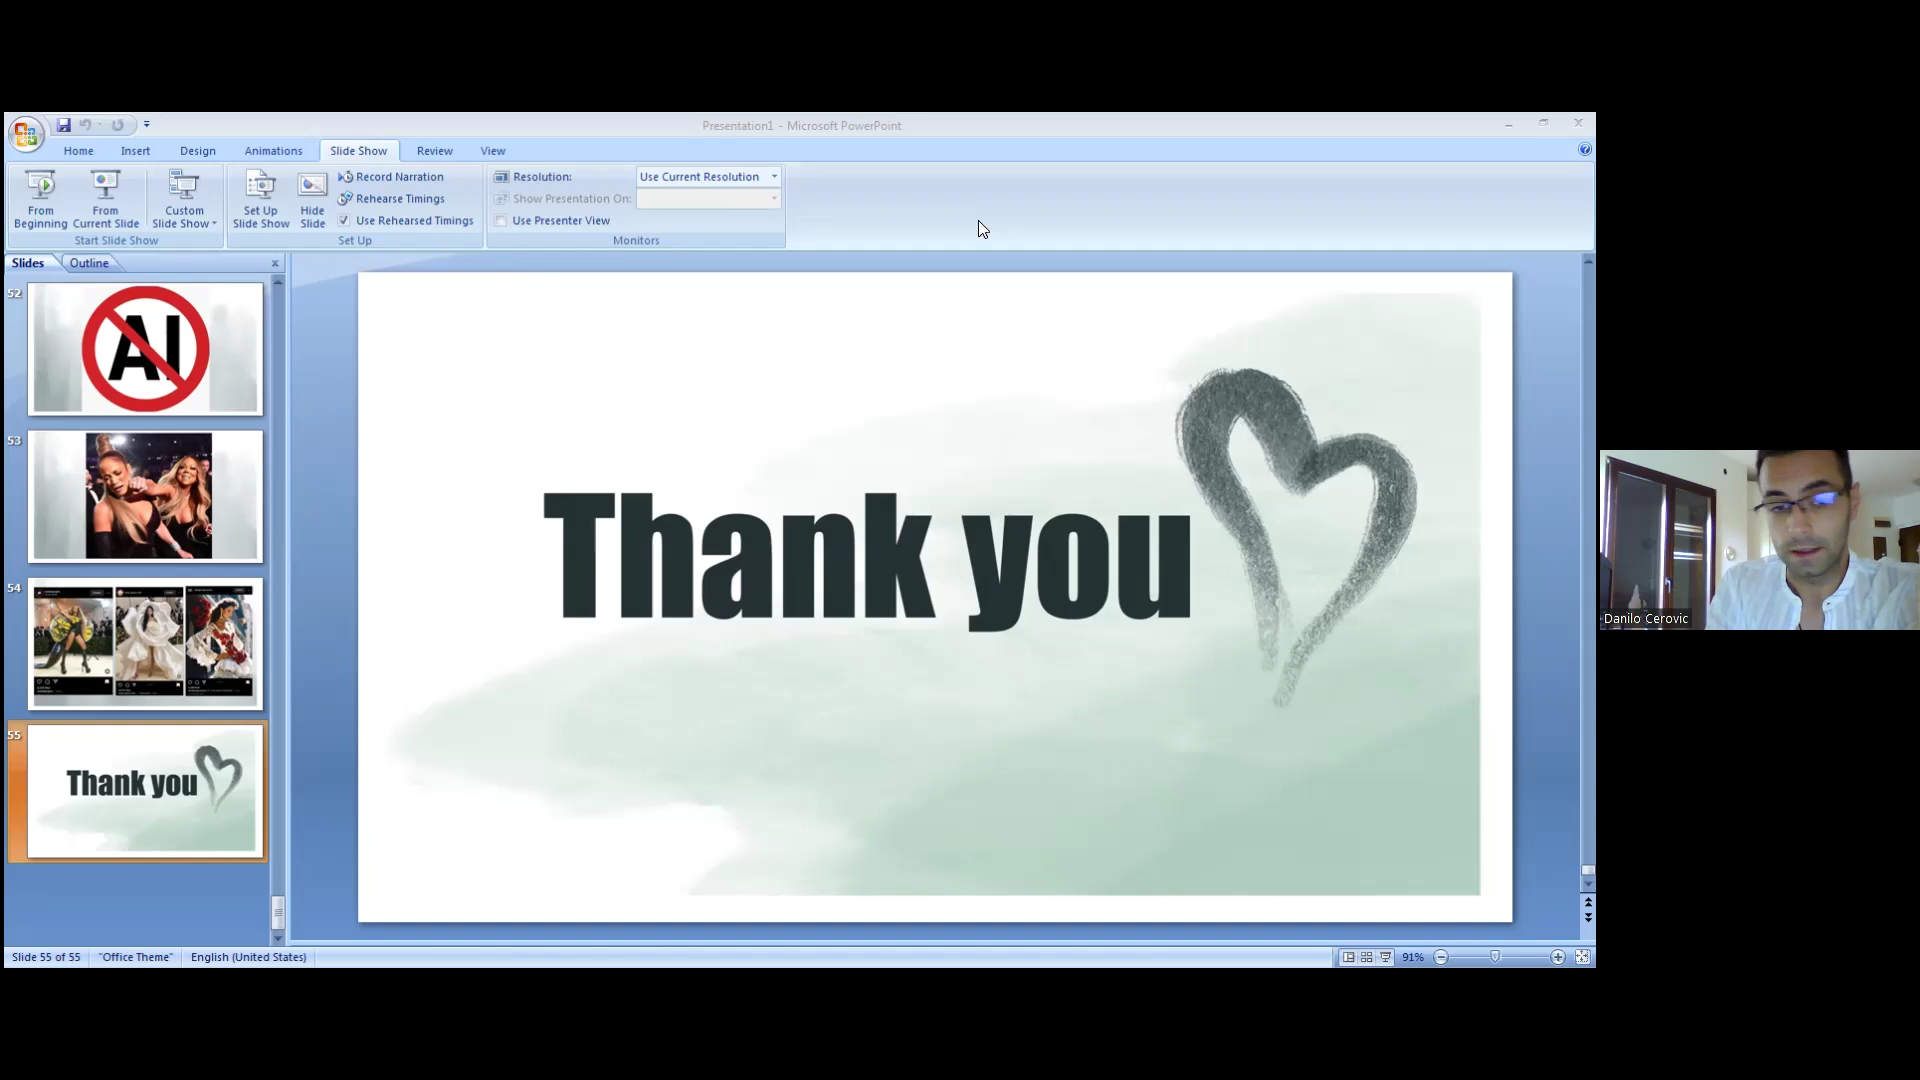 Presentation1 - Microsoft PowerPoint
Home Insert Design Animations Slide Show Review View
From Beginning
From Current Slide
Custom Slide Show
Start Slide Show
Set Up Slide Show
Hide Slide
Record Narration
Rehearse Timings
Use Rehearsed Timings
Set Up
Resolution: Use Current Resolution
Show Presentation On:
Use Presenter View
Monitors
Slides Outline
52
AI
53
54
55
Thank you
Thank you
Danilo Cerovic
Slide 55 of 55 "Office Theme" English (United States) 91%